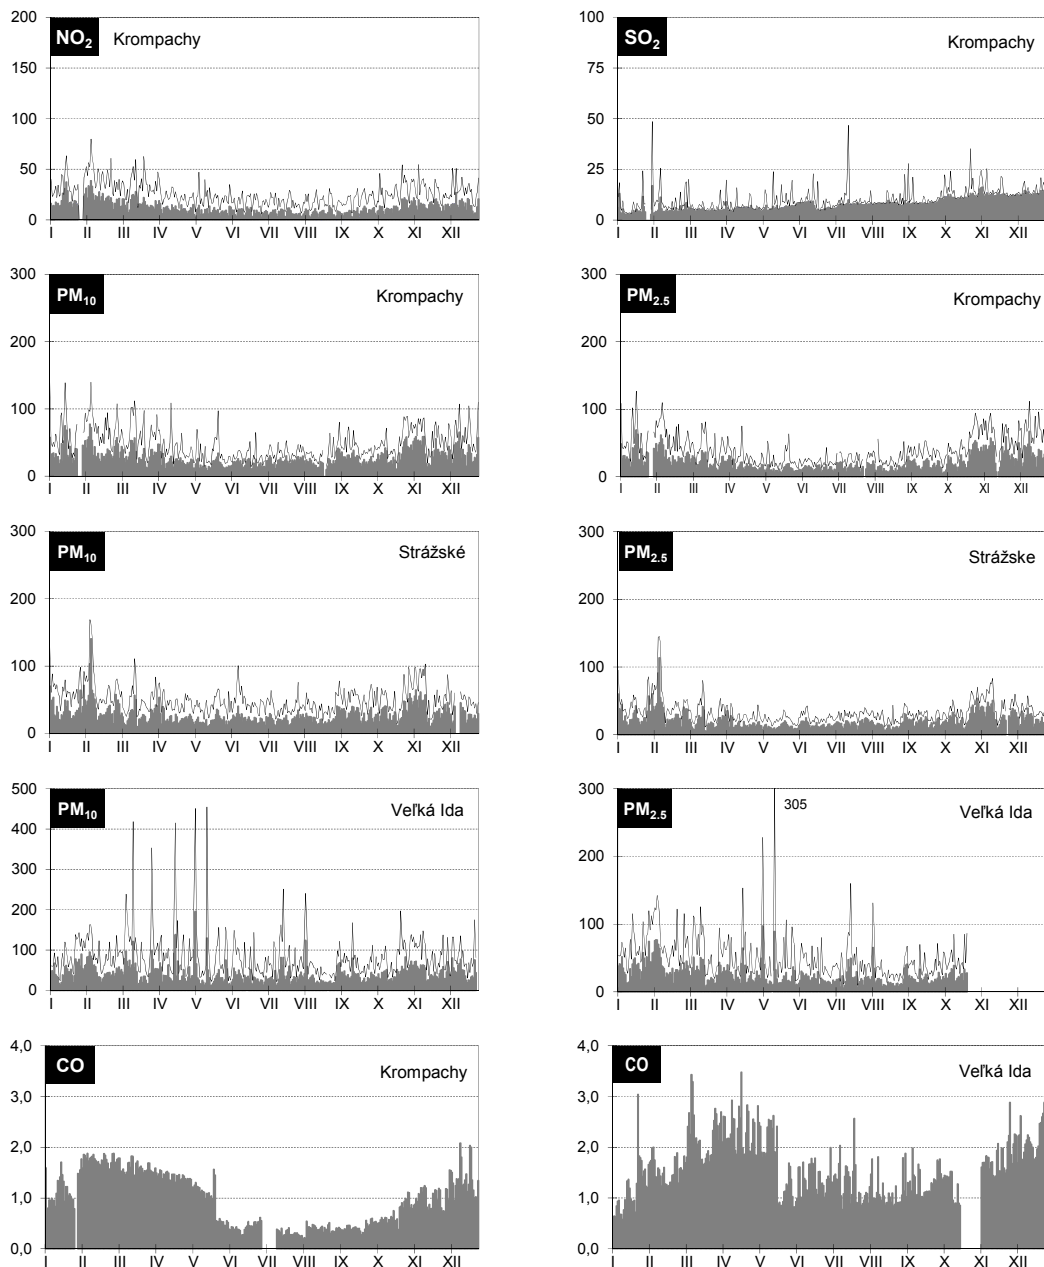 NO2 Krompachy
200
150
100
50
0
I II III IV V VI VII VIII IX X XI XII
SO2 Krompachy
100
75
50
25
0
I II III IV V VI VII VIII IX X XI XII
PM10 Krompachy
300
200
100
0
I II III IV V VI VII VIII IX X XI XII
PM2.5 Krompachy
300
200
100
0
I II III IV V VI VII VIII IX X XI XII
PM10 Strážské
300
200
100
0
I II III IV V VI VII VIII IX X XI XII
PM2.5 Strážske
300
200
100
0
I II III IV V VI VII VIII IX X XI XII
PM10 Veľká Ida
500
400
300
200
100
0
I II III IV V VI VII VIII IX X XI XII
PM2.5 305 Veľká Ida
300
200
100
0
I II III IV V VI VII VIII IX X XI XII
CO Krompachy
4,0
3,0
2,0
1,0
0,0
I II III IV V VI VII VIII IX X XI XII
CO Veľká Ida
4,0
3,0
2,0
1,0
0,0
I II III IV V VI VII VIII IX X XI XII